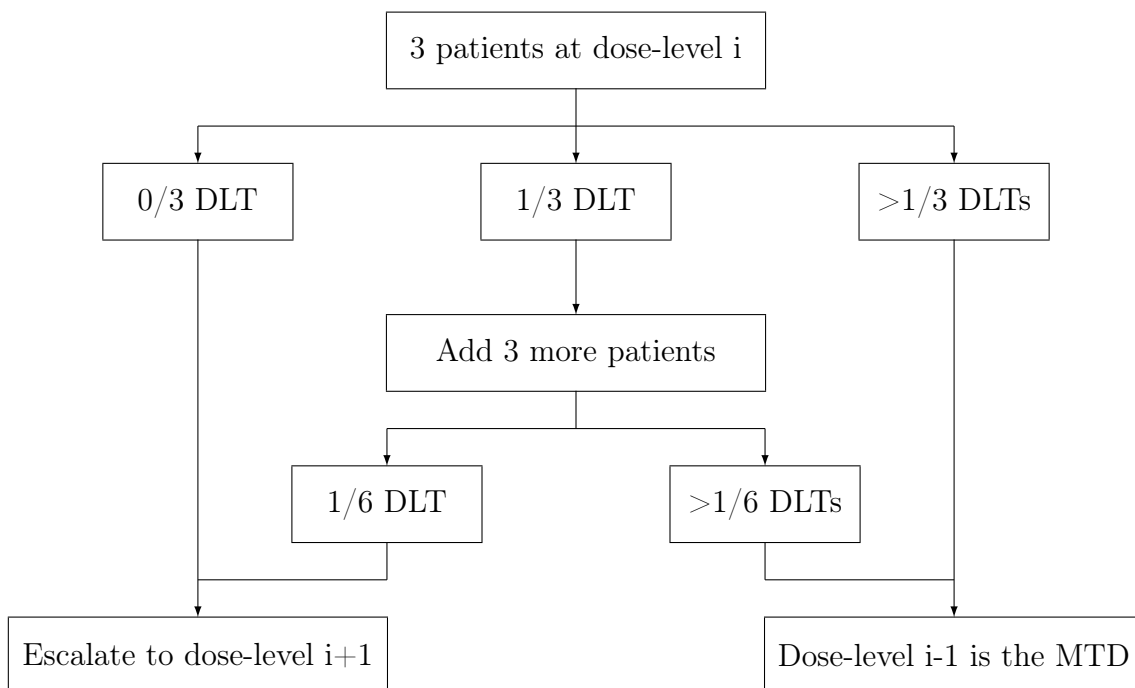 3 patients at dose-level i
0/3 DLT
1/3 DLT
>1/3 DLTs
Add 3 more patients
1/6 DLT
>1/6 DLTs
Escalate to dose-level i+1
Dose-level i-1 is the MTD